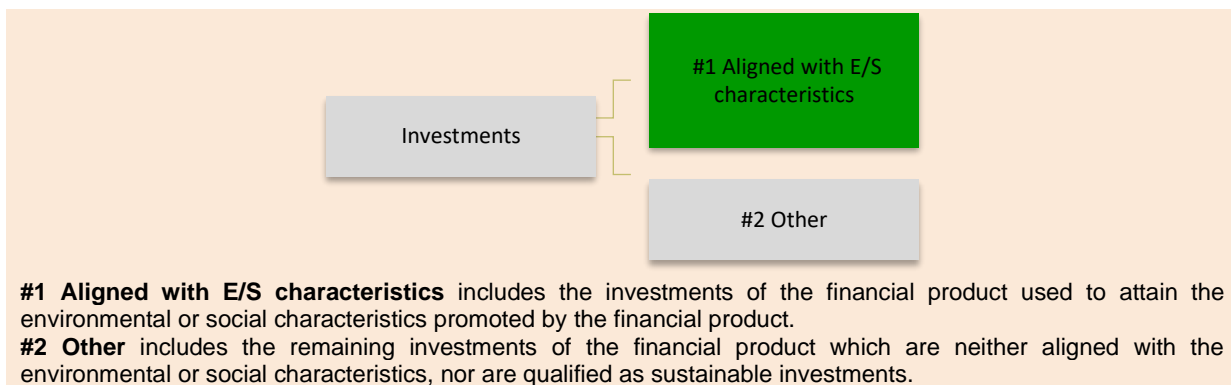 #1 Aligned with E/S
characteristics
Investments
#2 Other
#1 Aligned with E/S characteristics includes the investments of the financial product used to attain the
environmental or social characteristics promoted by the financial product.
#2 Other includes the remaining investments of the financial product which are neither aligned with the
environmental or social characteristics, nor are qualified as sustainable investments.